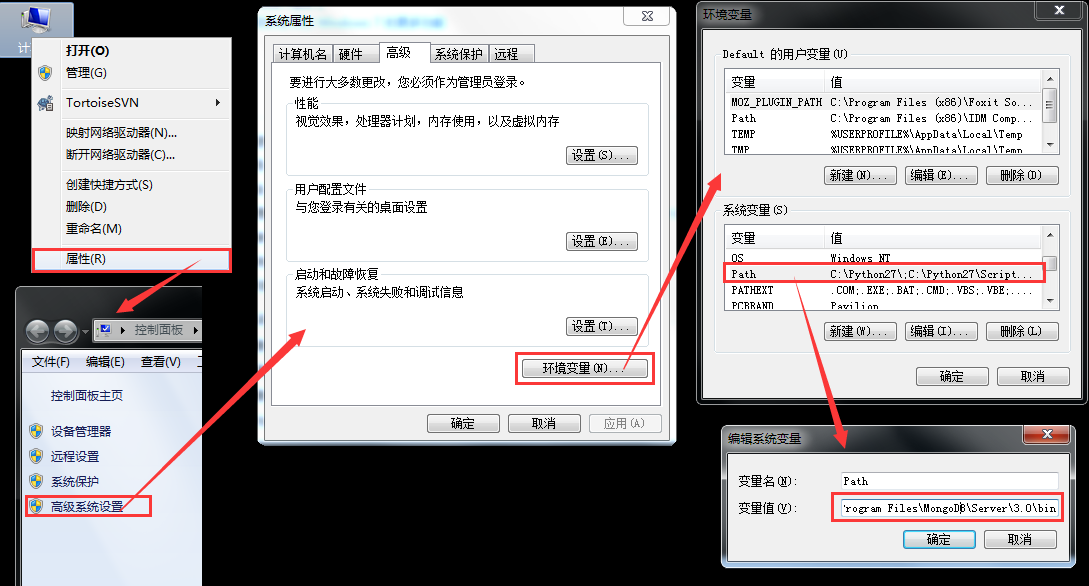 计
打开(O)
管理(G)
TortoiseSVN
映射网络驱动器(N)...
断开网络驱动器(C)...
创建快捷方式(S)
删除(D)
重命名(M)
属性(R)
控制面板
文件(F) 编辑(E) 查看(V)
控制面板主页
设备管理器
远程设置
系统保护
高级系统设置
系统属性
计算机名 硬件 高级 系统保护 远程
要进行大多数更改，您必须作为管理员登录。
性能
视觉效果，处理器计划，内存使用，以及虚拟内存
设置(S)...
用户配置文件
与您登录有关的桌面设置
设置(E)...
启动和故障恢复
系统启动、系统失败和调试信息
设置(T)...
环境变量(N)...
确定 取消 应用(A)
环境变量
Default 的用户变量(U)
变量 值
MOZ_PLUGIN_PATH C:\Program Files (x86)\Foxit So...
Path C:\Program Files (x86)\IDM Comp...
TEMP %USERPROFILE%\AppData\Local\Temp
TMP %USERPROFILE%\AppData\Local\Temp
新建(N)... 编辑(E)... 删除(D)
系统变量(S)
变量 值
OS Windows_NT
Path C:\Python27\;C:\Python27\Script...
PATHEXT .COM;.EXE;.BAT;.CMD;.VBS;.VBE;....
PCBRAND Pavilion
新建(W)... 编辑(I)... 删除(L)
确定 取消
编辑系统变量
变量名(N): Path
变量值(V): rogram Files\MongoDB\Server\3.0\bin
确定 取消